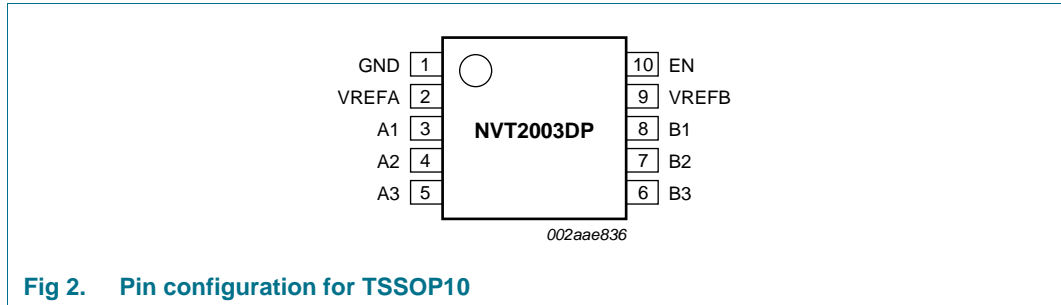 GND 1 10 EN
VREFA 2 9 VREFB
A1 3 NVT2003DP 8 B1
A2 4 7 B2
A3 5 6 B3
002aae836
Fig 2. Pin configuration for TSSOP10